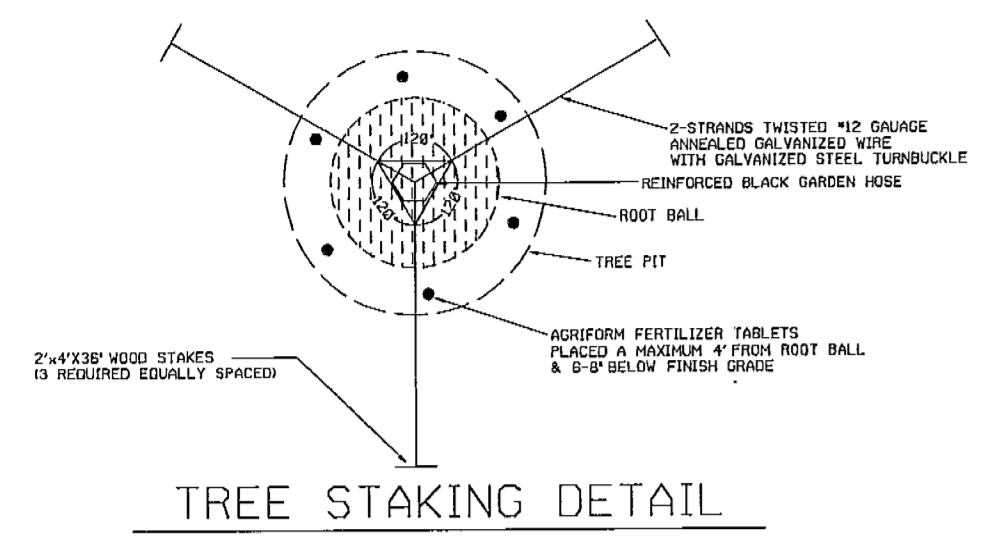 120°
120°
120°
2-STRANDS TWISTED #12 GAUAGE
ANNEALED GALVANIZED WIRE
WITH GALVANIZED STEEL TURNBUCKLE
REINFORCED BLACK GARDEN HOSE
ROOT BALL
TREE PIT
AGRIFORM FERTILIZER TABLETS
PLACED A MAXIMUM 4" FROM ROOT BALL
& 6-8" BELOW FINISH GRADE
2"x4"X36" WOOD STAKES
(3 REQUIRED EQUALLY SPACED)
TREE STAKING DETAIL